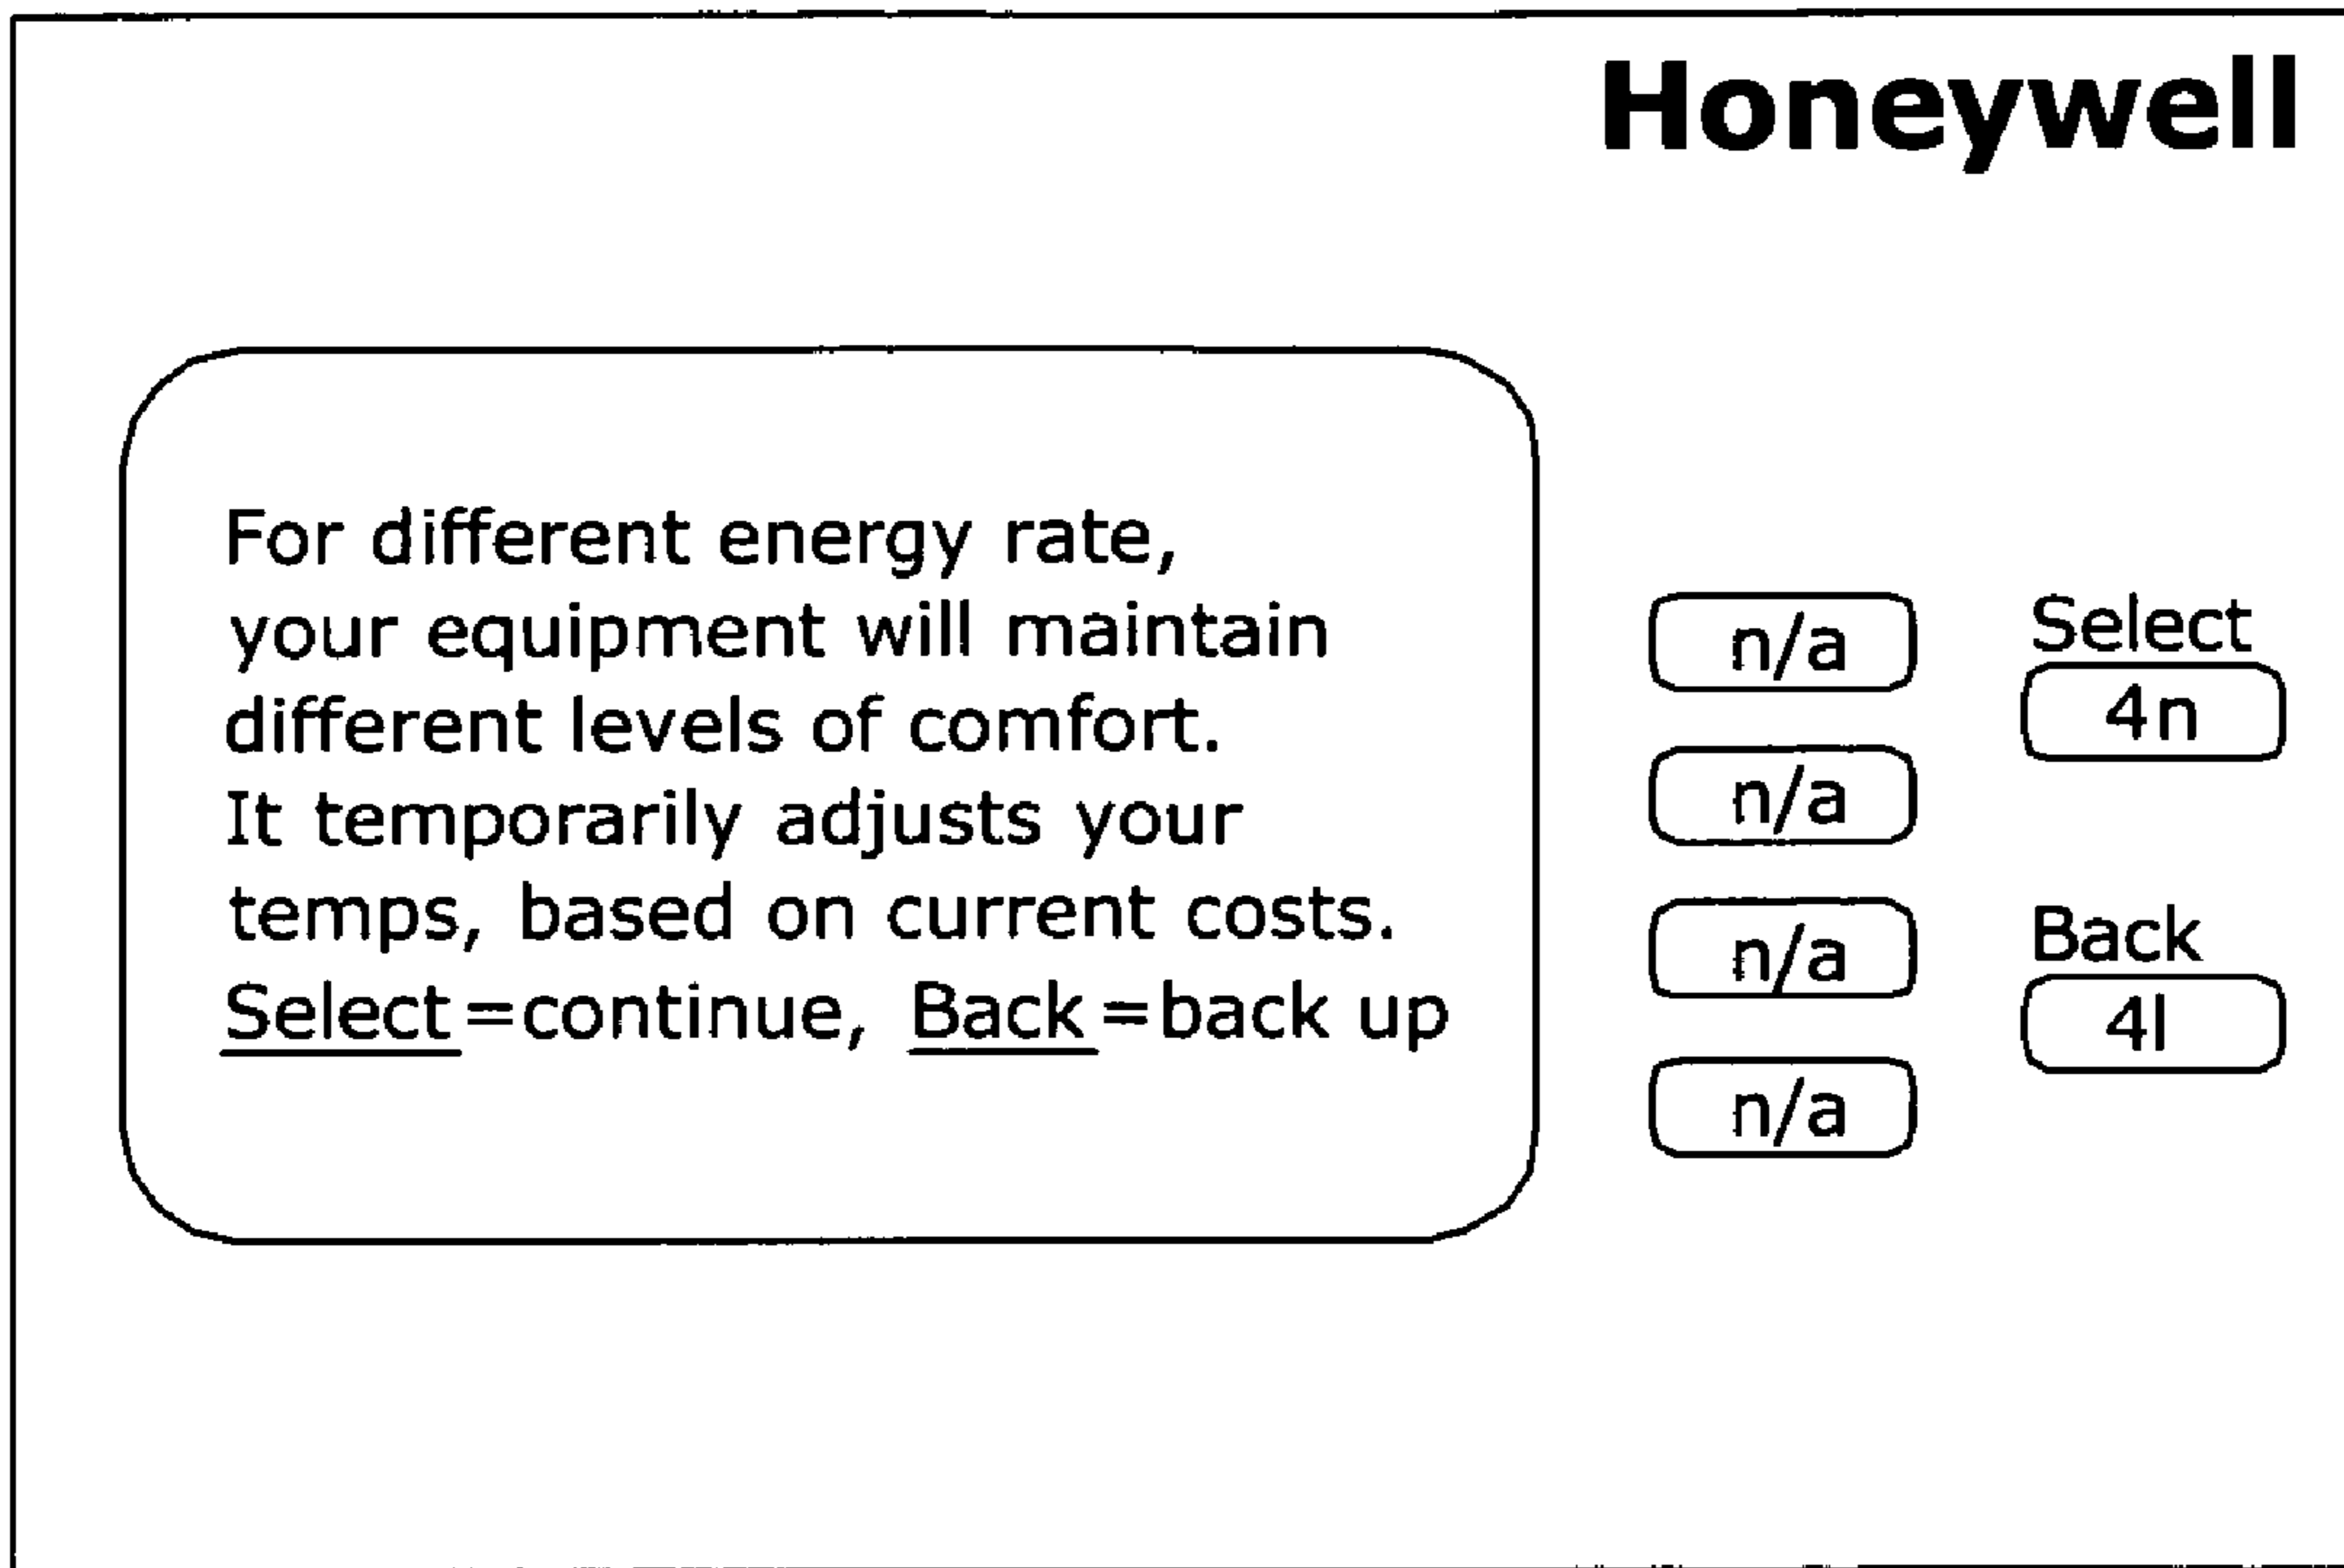 Honeywell
For different energy rate,
your equipment will maintain
different levels of comfort.
It temporarily adjusts your
temps, based on current costs.
Select=continue, Back=back up
n/a
n/a
n/a
n/a
Select
4n
Back
4l